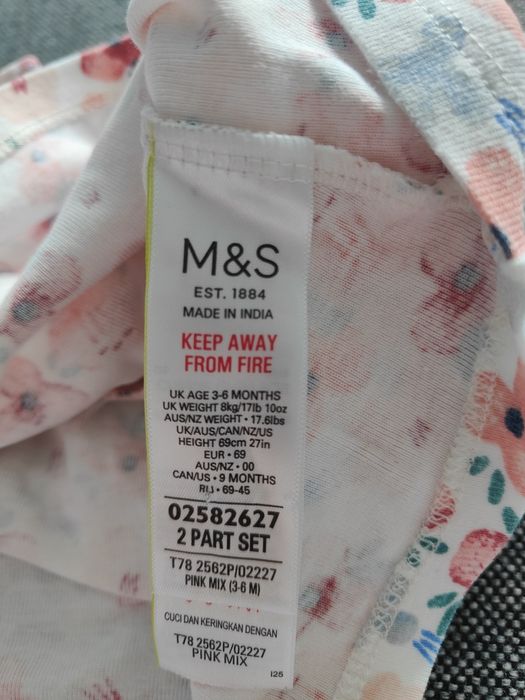 M&S
EST. 1884
MADE IN INDIA
KEEP AWAY
FROM FIRE
UK AGE 3-6 MONTHS
UK WEIGHT 8kg/17lb 10oz
AUS/NZ WEIGHT • 17.6lbs
UK/AUS/CAN/NZ/US
HEIGHT 69cm 27in
EUR • 69
AUS/NZ • 00
CAN/US • 9 MONTHS
RU • 69-45
02582627
2 PART SET
T78 2562P/02227
PINK MIX (3-6 M)
CUCI DAN KERINGKAN DENGAN
T78 2562P/02227
PINK MIX